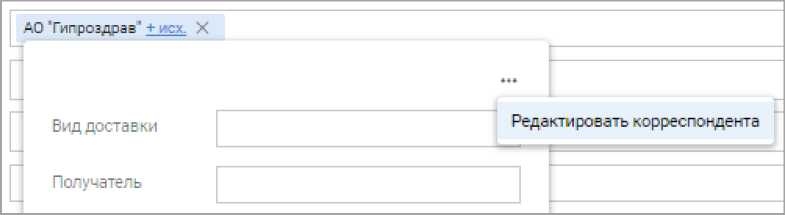 АО "Гипроздрав" + исх. ×
...
Вид доставки
Редактировать корреспондента
Получатель